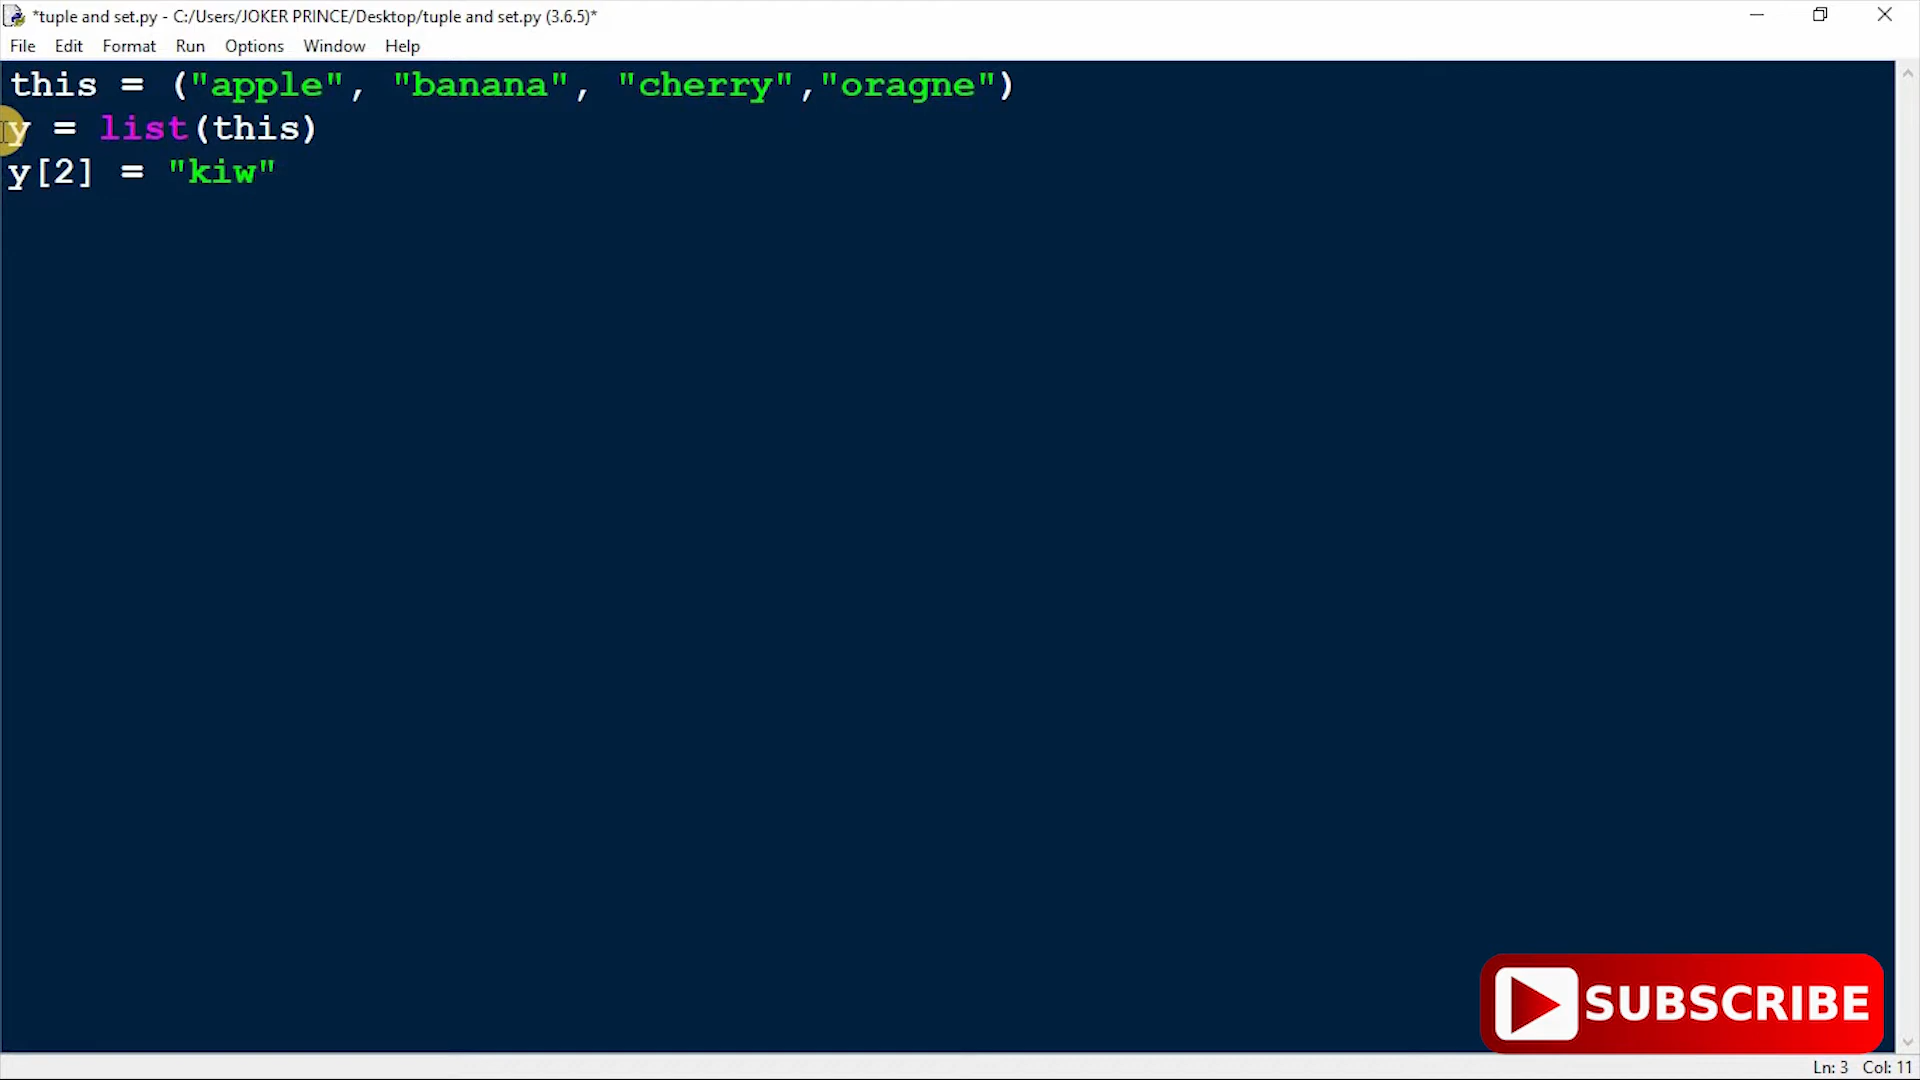 *tuple and set.py - C:/Users/JOKER PRINCE/Desktop/tuple and set.py (3.6.5)*
File Edit Format Run Options Window Help
this = ("apple", "banana", "cherry","oragne")
y = list(this)
y[2] = "kiw"
SUBSCRIBE
Ln: 3 Col: 11